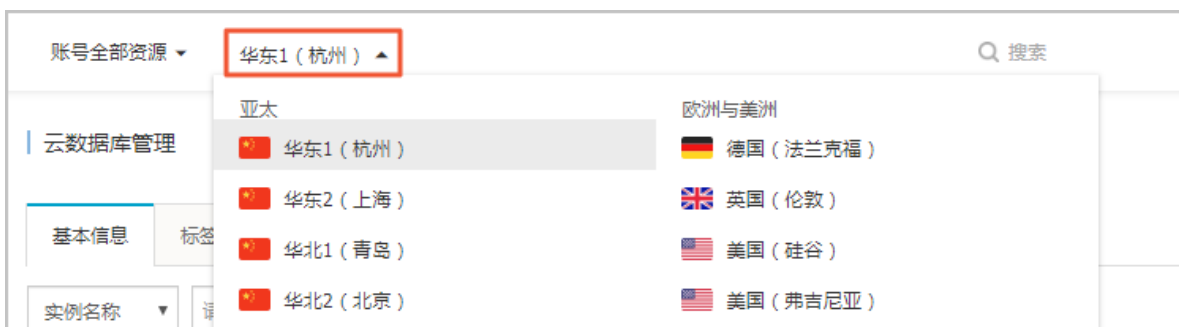 账号全部资源
华东1（杭州）
搜索
亚太
欧洲与美洲
云数据库管理
华东1（杭州）
德国（法兰克福）
华东2（上海）
英国（伦敦）
基本信息
标签
华北1（青岛）
美国（硅谷）
实例名称
请
华北2（北京）
美国（弗吉尼亚）